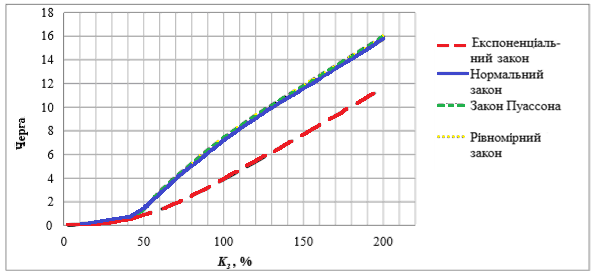 18
16
14
12
10
8
6
4
2
0
Черга
0
50
100
150
200
Kз , %
Експоненціаль-
ний закон
Нормальний
закон
Закон Пуассона
Рівномірний
закон